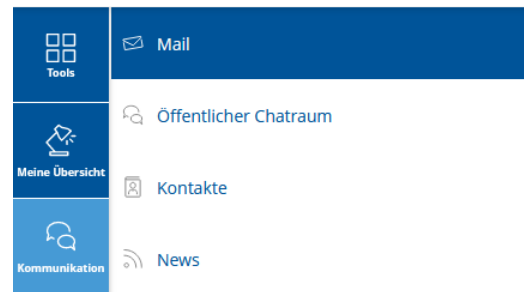 Tools
Meine Übersicht
Kommunikation
Mail
Öffentlicher Chatraum
Kontakte
News